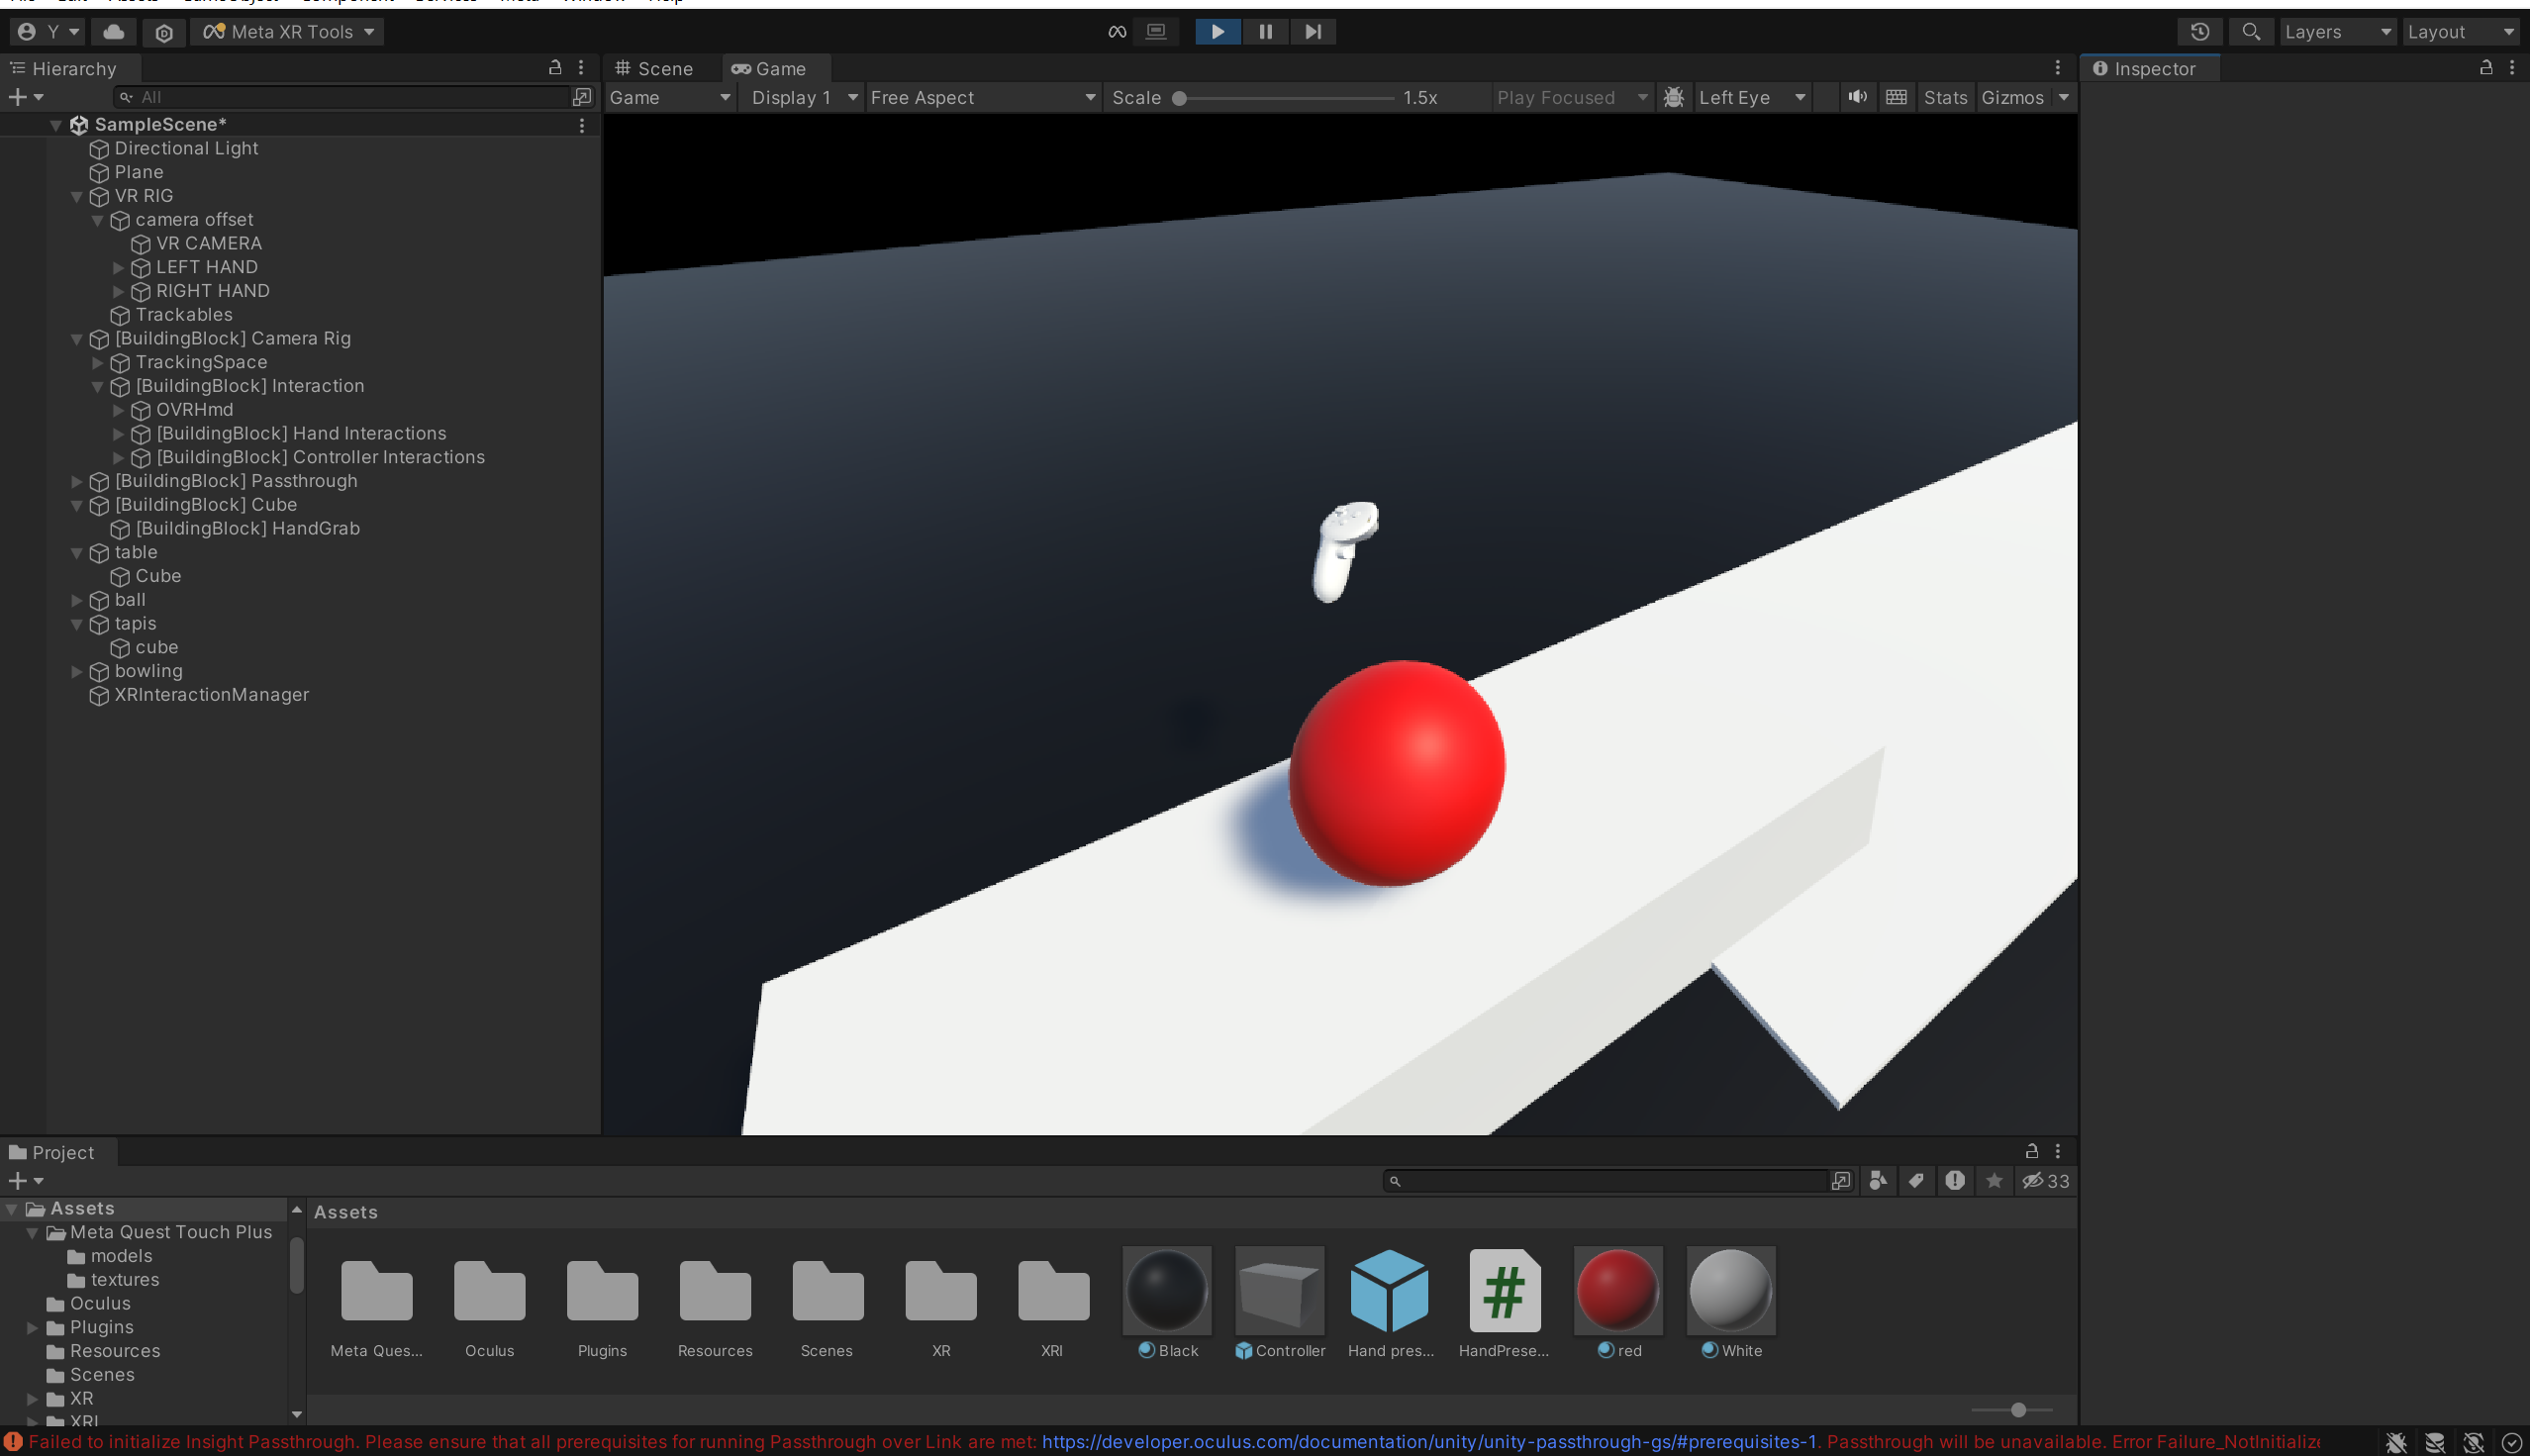 Y
Meta XR Tools
Layers
Layout
Hierarchy
Scene
Game
Inspector
All
Game
Display 1
Free Aspect
Scale
1.5x
Play Focused
Left Eye
Stats
Gizmos
SampleScene*
Directional Light
Plane
VR RIG
camera offset
VR CAMERA
LEFT HAND
RIGHT HAND
Trackables
[BuildingBlock] Camera Rig
TrackingSpace
[BuildingBlock] Interaction
OVRHmd
[BuildingBlock] Hand Interactions
[BuildingBlock] Controller Interactions
[BuildingBlock] Passthrough
[BuildingBlock] Cube
[BuildingBlock] HandGrab
table
Cube
ball
tapis
cube
bowling
XRInteractionManager
Project
33
Assets
Meta Quest Touch Plus
models
textures
Oculus
Plugins
Resources
Scenes
XR
XRI
Assets
Meta Ques...
Oculus
Plugins
Resources
Scenes
XR
XRI
Black
Controller
Hand pres...
HandPrese...
red
White
Failed to initialize Insight Passthrough. Please ensure that all prerequisites for running Passthrough over Link are met: https://developer.oculus.com/documentation/unity/unity-passthrough-gs/#prerequisites-1. Passthrough will be unavailable. Error Failure_NotInitialize